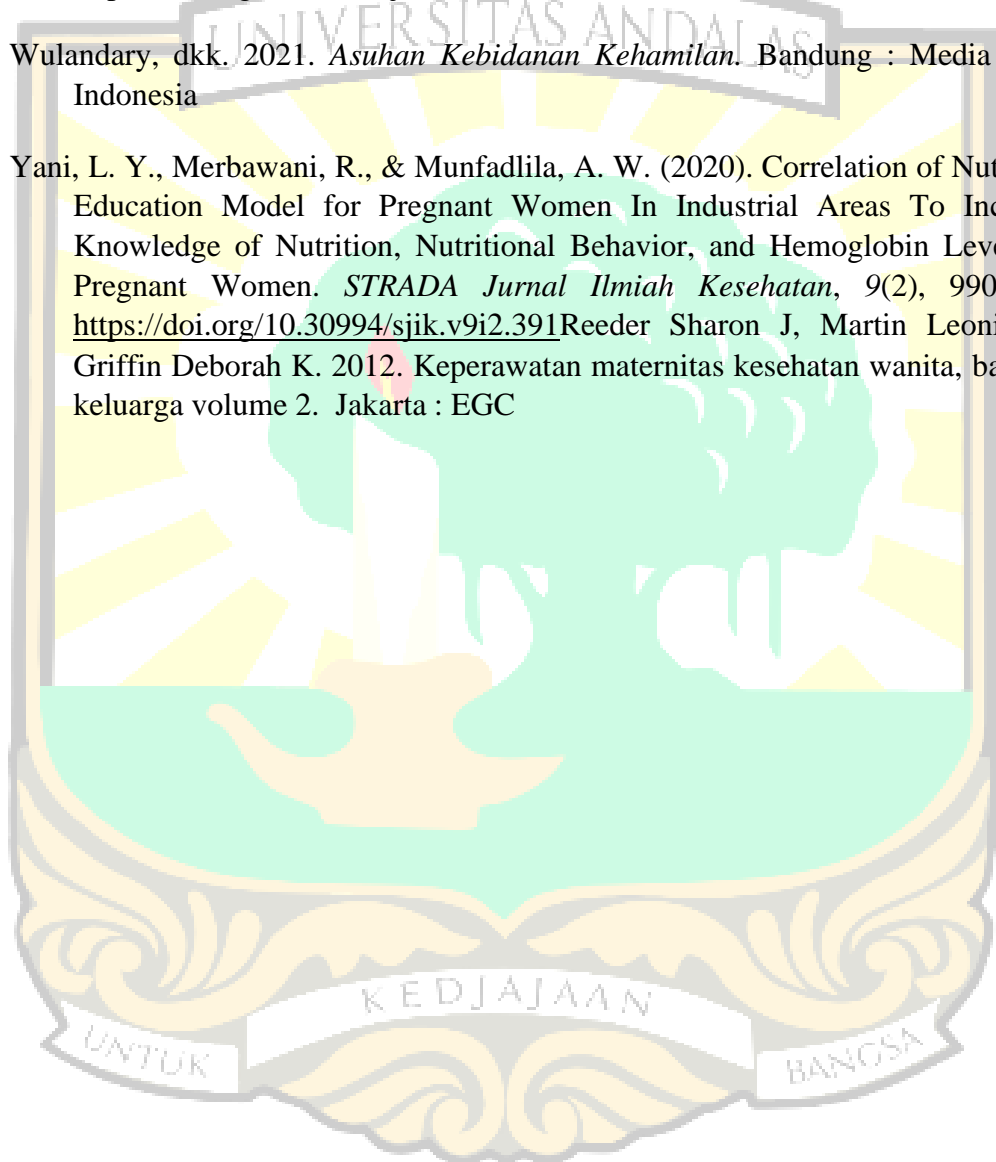 UNIVERSITAS ANDALAS
Wulandary, dkk. 2021. Asuhan Kebidanan Kehamilan. Bandung : Media
Indonesia
Yani, L. Y., Merbawani, R., & Munfadlila, A. W. (2020). Correlation of Nut
Education Model for Pregnant Women In Industrial Areas To Inc
Knowledge of Nutrition, Nutritional Behavior, and Hemoglobin Leve
Pregnant Women. STRADA Jurnal Ilmiah Kesehatan, 9(2), 990
https://doi.org/10.30994/sjik.v9i2.391Reeder Sharon J, Martin Leoni
Griffin Deborah K. 2012. Keperawatan maternitas kesehatan wanita, ba
keluarga volume 2. Jakarta : EGC
KEDJAJAAN
UNTUK
BANGSA